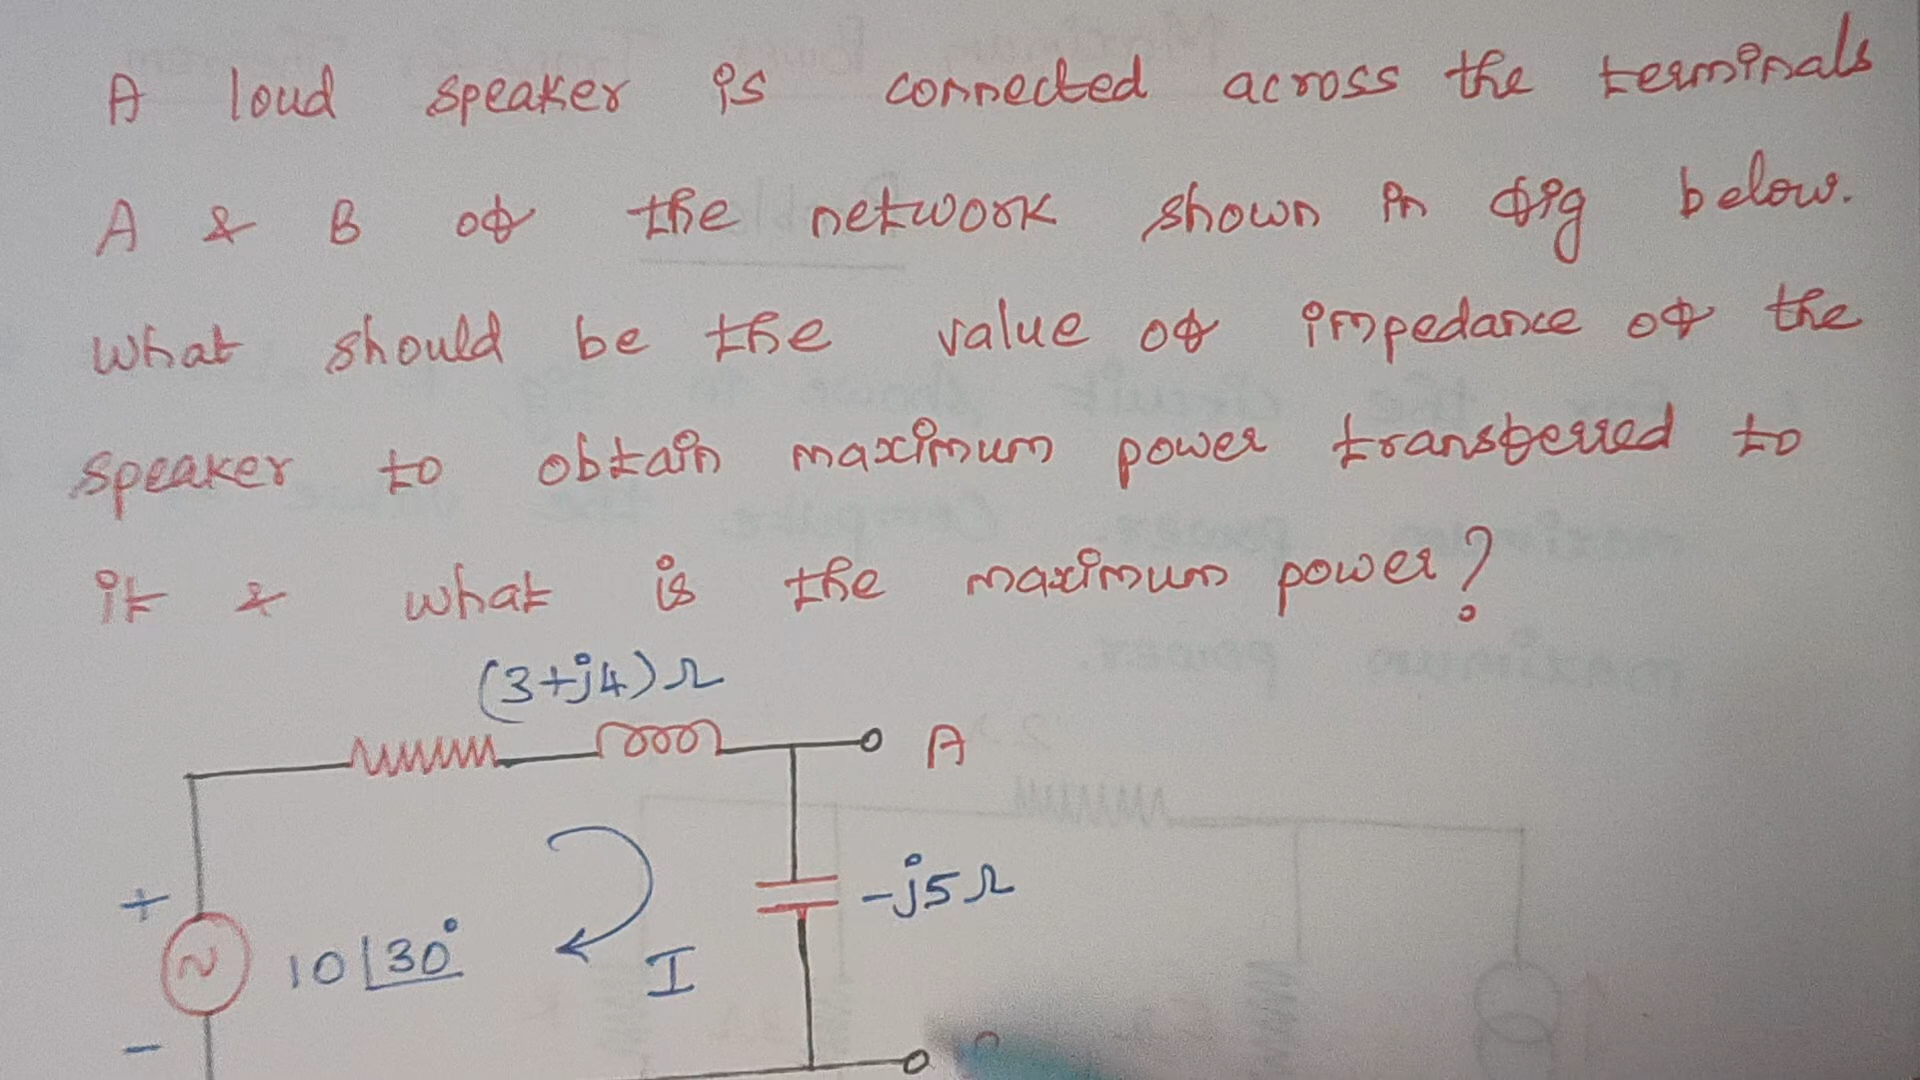 A loud speaker is connected across the terminals
A & B of the network shown in fig below.
What should be the value of impedance of the
speaker to obtain maximum power transferred to
it & what is the maximum power?
(3+j4)Ω
A
+
-j5Ω
10∠30°
I
-